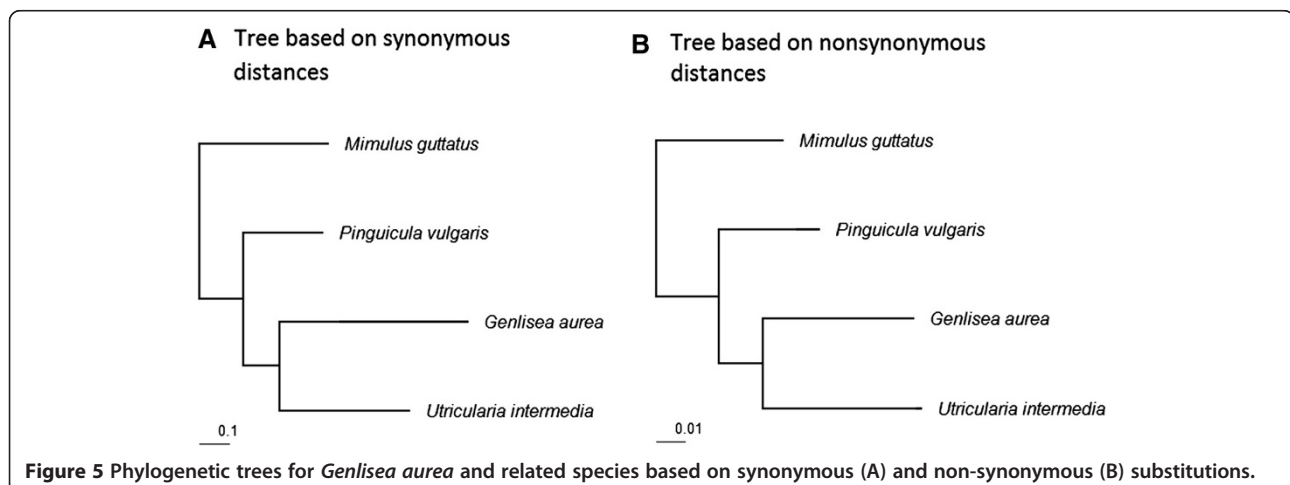 A Tree based on synonymous
distances
B Tree based on nonsynonymous
distances
Mimulus guttatus
Pinguicula vulgaris
Genlisea aurea
Utricularia intermedia
0.1
Mimulus guttatus
Pinguicula vulgaris
Genlisea aurea
Utricularia intermedia
0.01
Figure 5 Phylogenetic trees for Genlisea aurea and related species based on synonymous (A) and non-synonymous (B) substitutions.